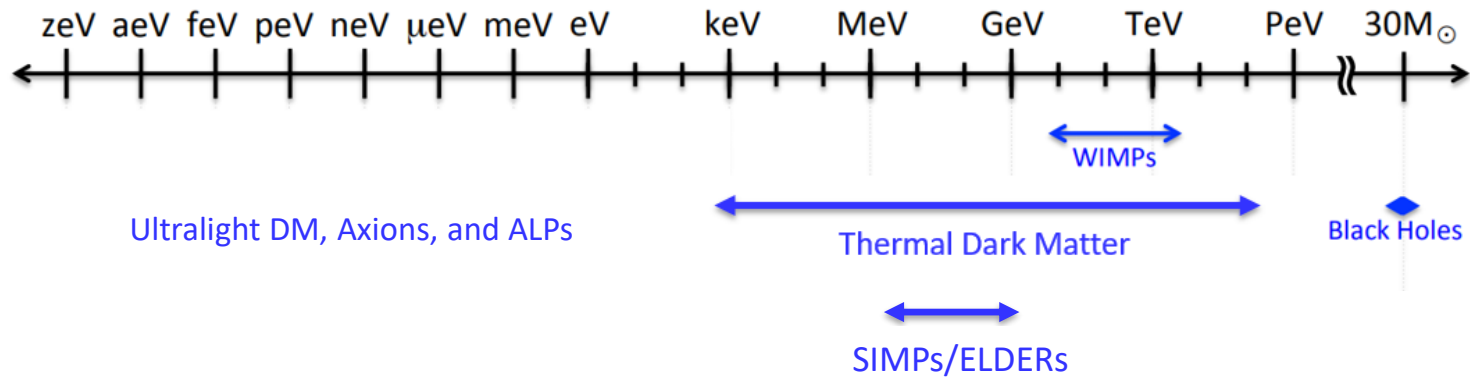 zeV aeV feV peV neV μeV meV eV keV MeV GeV TeV PeV 30M☉
WIMPs
Ultralight DM, Axions, and ALPs
Thermal Dark Matter
Black Holes
SIMPs/ELDERs